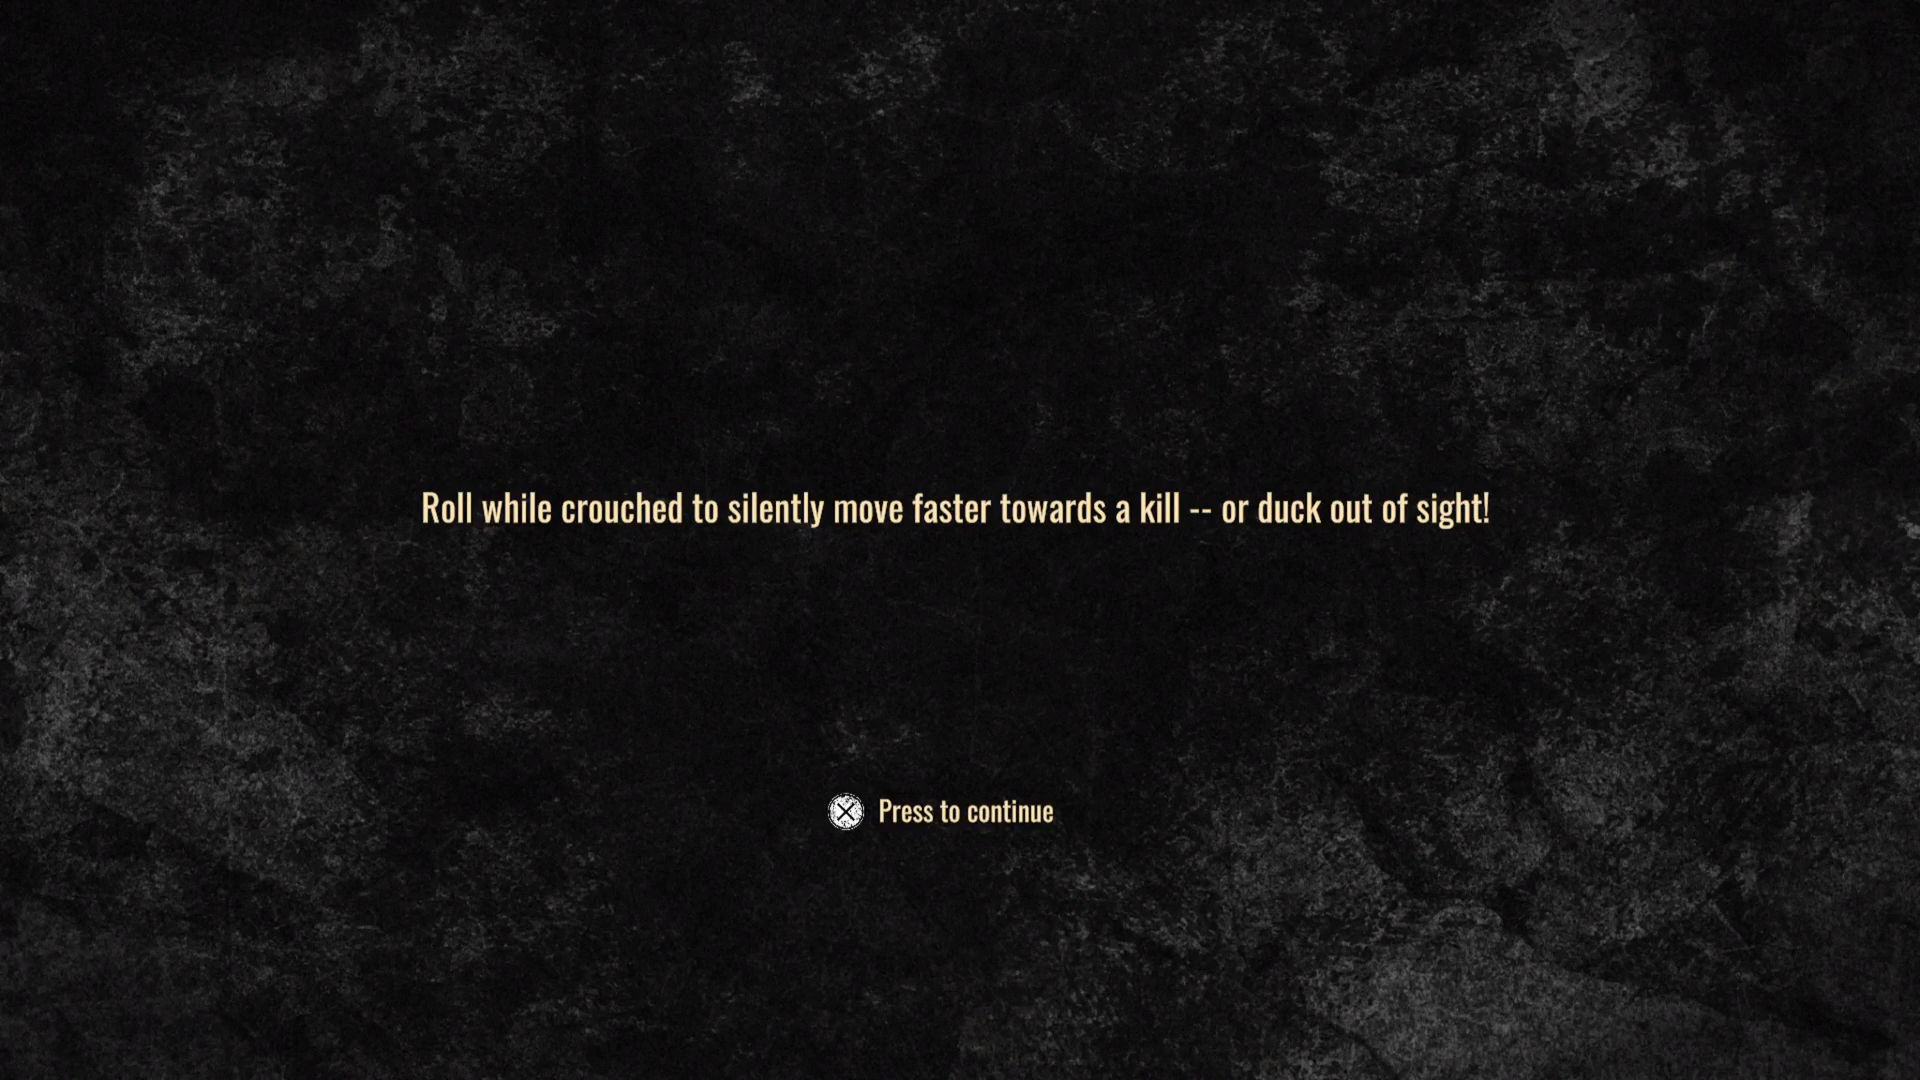 Roll while crouched to silently move faster towards a kill -- or duck out of sight!
Press to continue